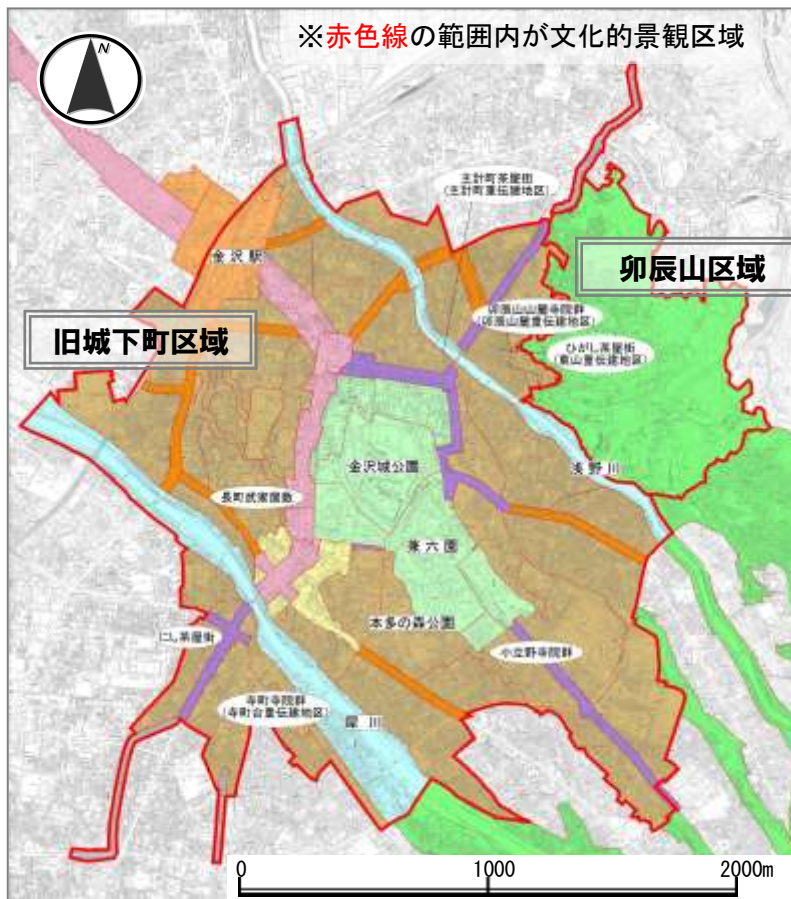 ※赤色線の範囲内が文化的景観区域
N
主計町茶屋街
(主計町重伝建地区)
金沢駅
卯辰山区域
卯辰山山麓寺院群
(卯辰山麓重伝建地区)
旧城下町区域
ひがし茶屋街
(東山重伝建地区)
金沢城公園
浅野川
長町武家屋敷
兼六園
本多の森公園
にし茶屋街
小立野寺院群
寺町寺院群
(寺町台重伝建地区)
犀川
0 1000 2000m